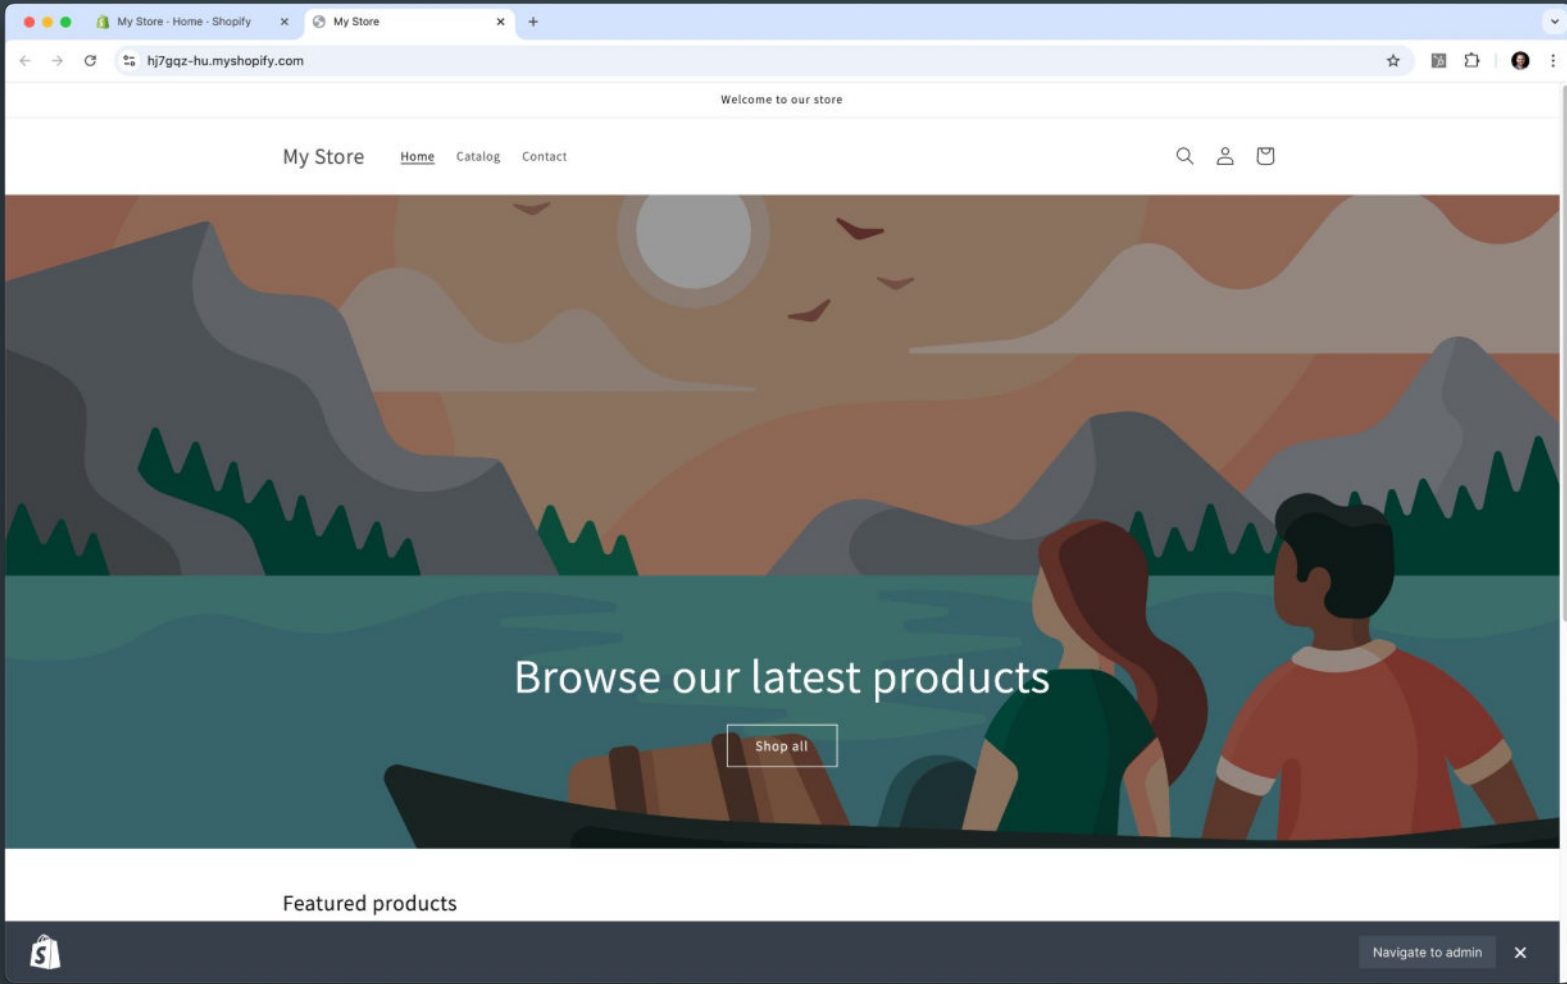 My Store - Home - Shopify
My Store
hj7gqz-hu.myshopify.com
Welcome to our store
My Store Home Catalog Contact
Browse our latest products
Shop all
Featured products
Navigate to admin